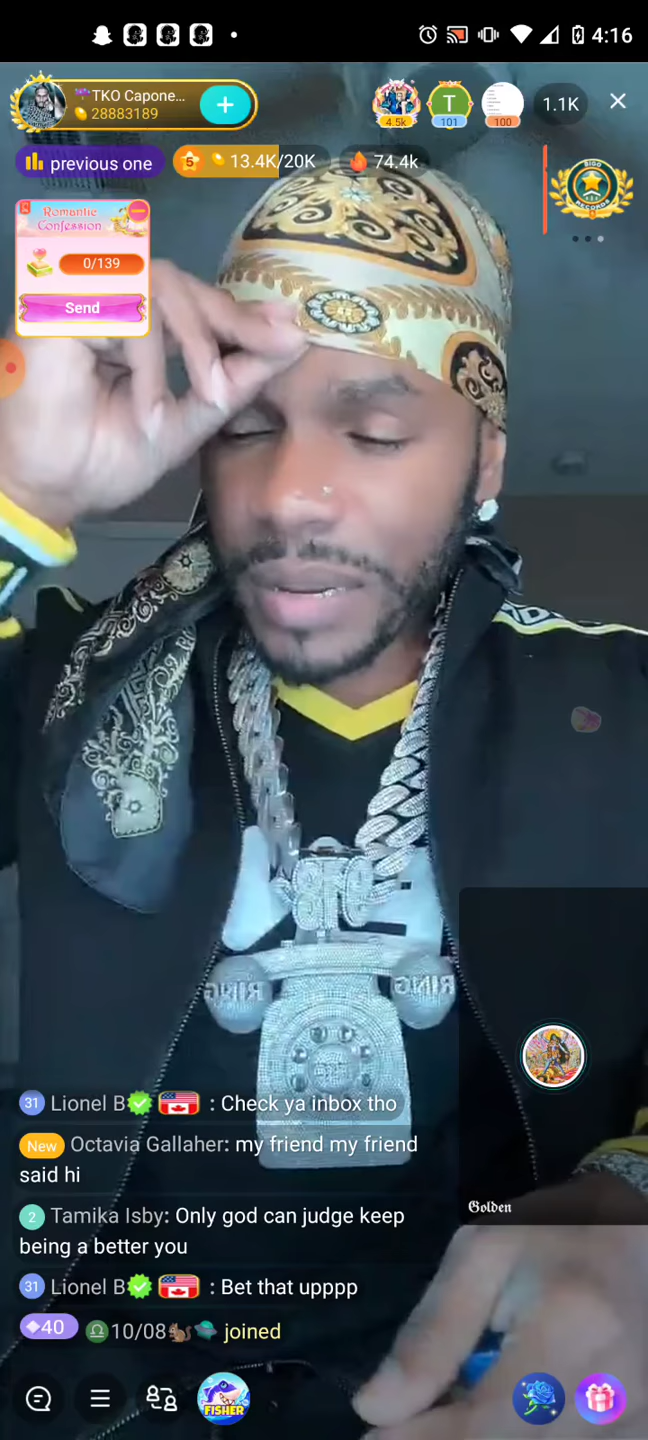 4:16
TKO Capone...
28883189
4.5k
T
101
100
1.1K
previous one
5 13.4K/20K
74.4k
BIGO
RECORDS
Romantic
Confession
0/139
Send
RING
RING
31 Lionel B : Check ya inbox tho
New Octavia Gallaher: my friend my friend
said hi
2 Tamika Isby: Only god can judge keep
being a better you
31 Lionel B : Bet that upppp
40 10/08 joined
Golden
FISHER